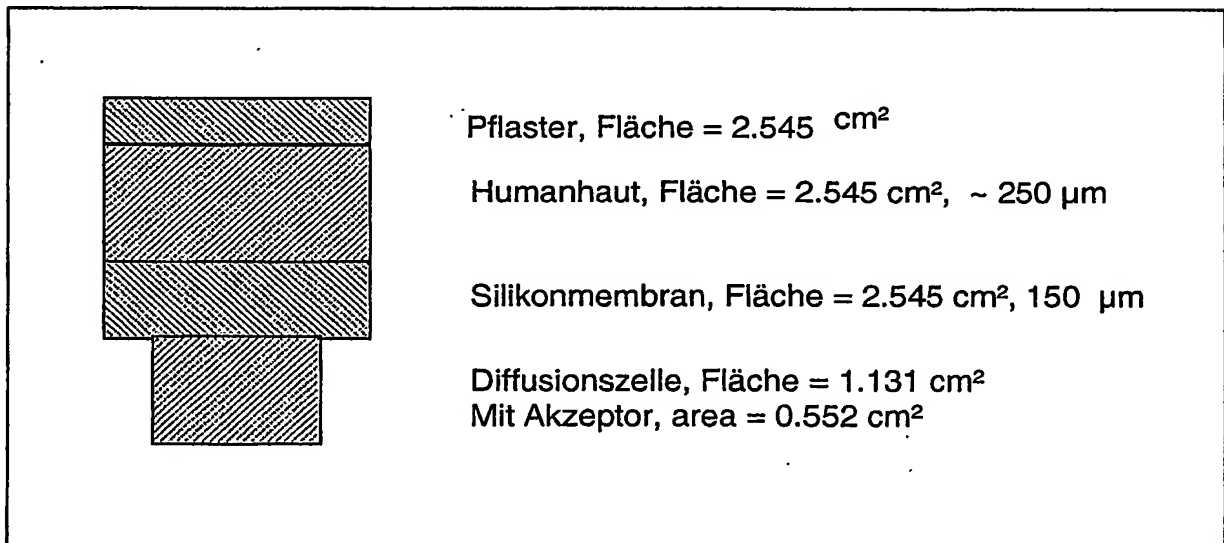 Pflaster, Fläche = 2.545 cm²
Humanhaut, Fläche = 2.545 cm², ~ 250 µm
Silikonmembran, Fläche = 2.545 cm², 150 µm
Diffusionszelle, Fläche = 1.131 cm²
Mit Akzeptor, area = 0.552 cm²